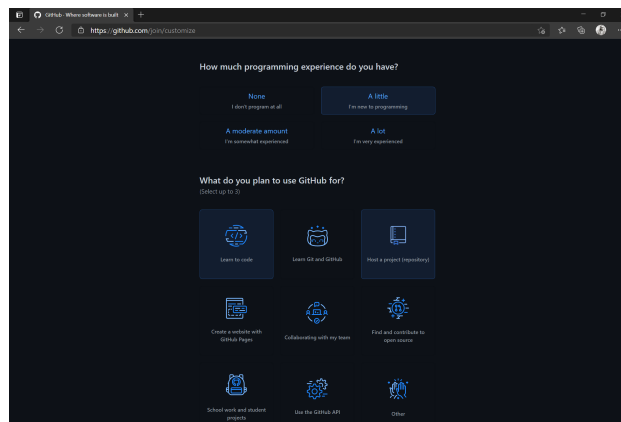 GitHub · Where software is built
https://github.com/join/customize
How much programming experience do you have?
None
I don't program at all
A little
I'm new to programming
A moderate amount
I'm somewhat experienced
A lot
I'm very experienced
What do you plan to use GitHub for?
(Select up to 3)
Learn to code
Learn Git and GitHub
Host a project (repository)
Create a website with
GitHub Pages
Collaborating with my team
Find and contribute to
open source
School work and student
projects
Use the GitHub API
Other